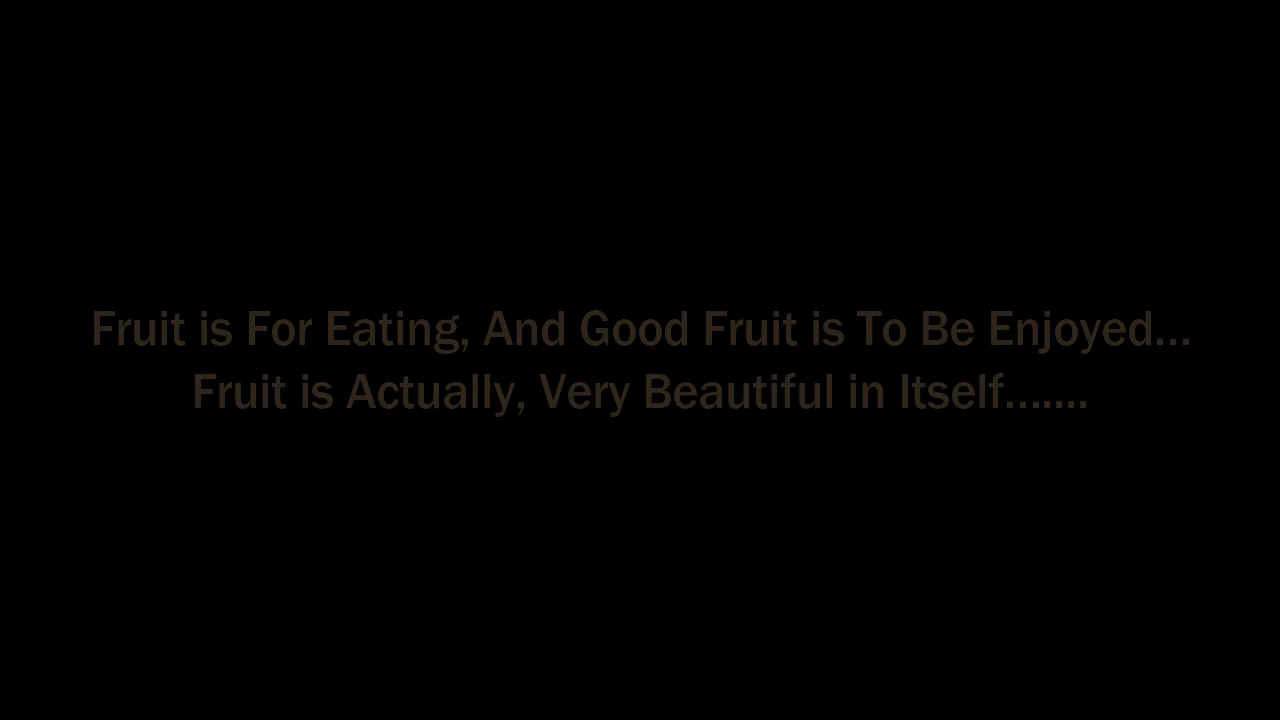 Fruit is For Eating, And Good Fruit is To Be Enjoyed...
Fruit is Actually, Very Beautiful in Itself.......